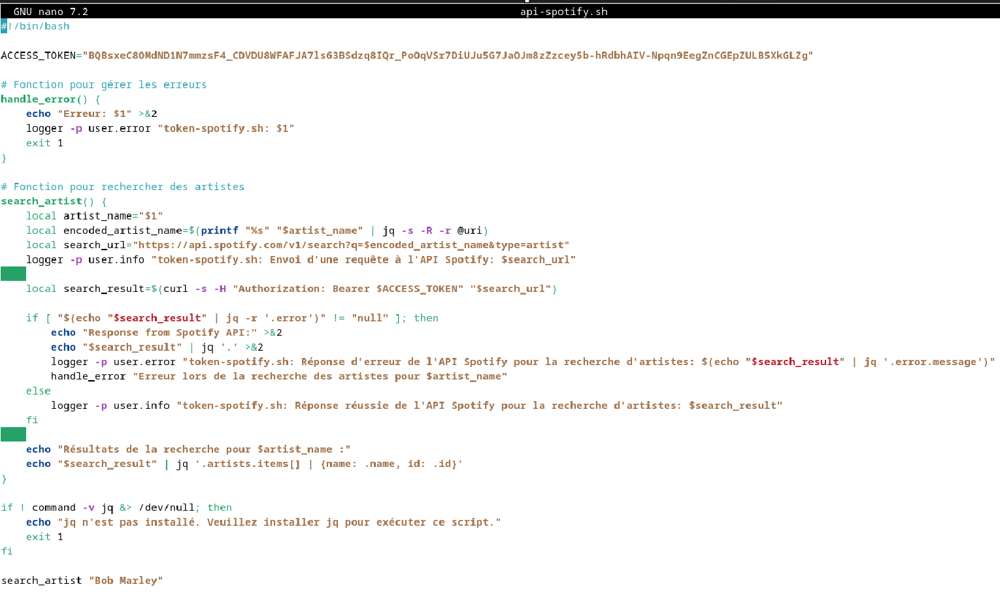 GNU nano 7.2 api-spotify.sh
#!/bin/bash

ACCESS_TOKEN="BQBsxeC8OMdND1N7mmzsF4_CDVDU8WFAFJA7ls63BSdzq8IQr_PoOqVSr7DiUJu5G7JaOJm8zZzcey5b-hRdbhAIV-Npqn9EegZnCGEpZULB5XkGLZg"

# Fonction pour gérer les erreurs
handle_error() {
    echo "Erreur: $1" >&2
    logger -p user.error "token-spotify.sh: $1"
    exit 1
}

# Fonction pour rechercher des artistes
search_artist() {
    local artist_name="$1"
    local encoded_artist_name=$(printf "%s" "$artist_name" | jq -s -R -r @uri)
    local search_url="https://api.spotify.com/v1/search?q=$encoded_artist_name&type=artist"
    logger -p user.info "token-spotify.sh: Envoi d'une requête à l'API Spotify: $search_url"

    local search_result=$(curl -s -H "Authorization: Bearer $ACCESS_TOKEN" "$search_url")

    if [ "$(echo "$search_result" | jq -r '.error')" != "null" ]; then
        echo "Response from Spotify API:" >&2
        echo "$search_result" | jq '.' >&2
        logger -p user.error "token-spotify.sh: Réponse d'erreur de l'API Spotify pour la recherche d'artistes: $(echo "$search_result" | jq '.error.message')"
        handle_error "Erreur lors de la recherche des artistes pour $artist_name"
    else
        logger -p user.info "token-spotify.sh: Réponse réussie de l'API Spotify pour la recherche d'artistes: $search_result"
    fi

    echo "Résultats de la recherche pour $artist_name :"
    echo "$search_result" | jq '.artists.items[] | {name: .name, id: .id}'
}

if ! command -v jq &> /dev/null; then
    echo "jq n'est pas installé. Veuillez installer jq pour exécuter ce script."
    exit 1
fi

search_artist "Bob Marley"